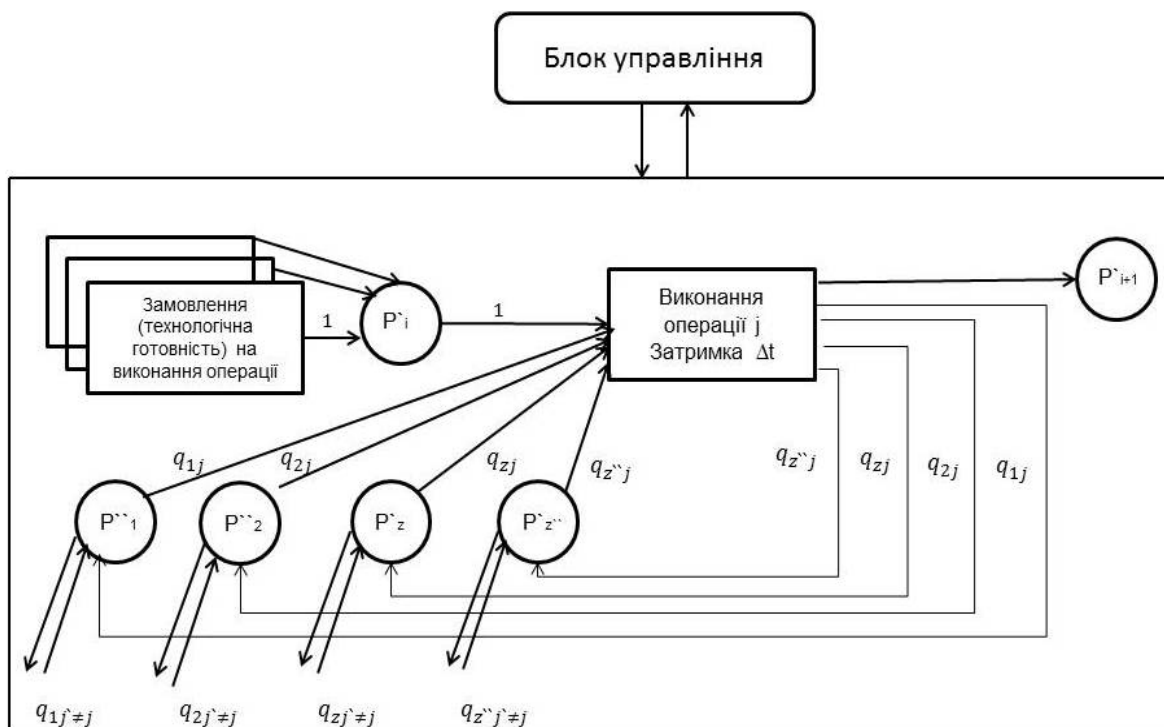 Блок управління
Замовлення
(технологічна
готовність) на
виконання операції
1
P`i
1
Виконання
операції j
Затримка Δt
P`i+1
q1j
q2j
qzj
qz``j
qz``j
qzj
q2j
q1j
P``1
P``2
P`z
P`z``
q1j`≠j
q2j`≠j
qzj`≠j
qz``j`≠j